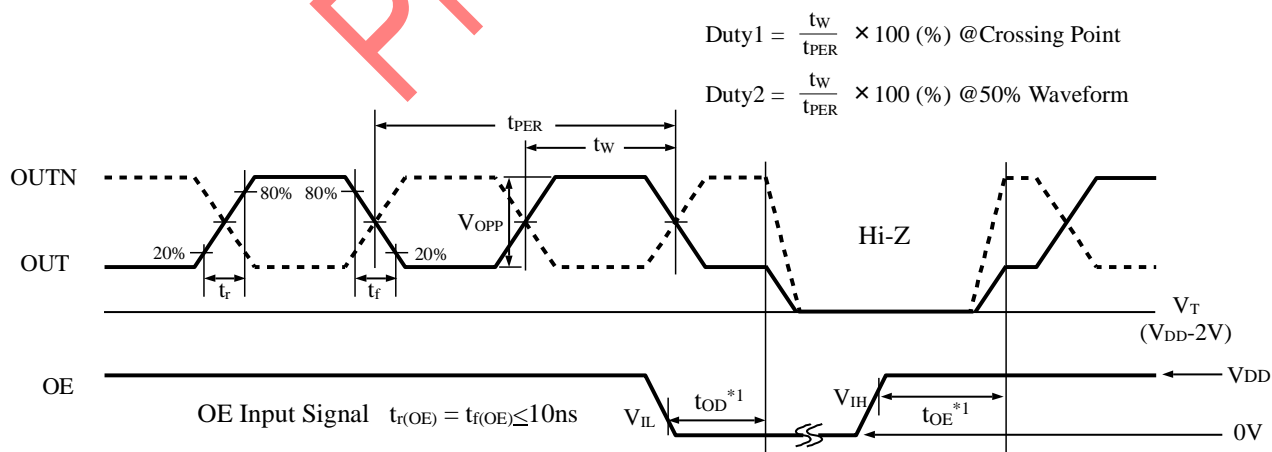 Duty1 = tW/tPER ×100 (%) @Crossing Point
Duty2 = tW/tPER ×100 (%) @50% Waveform
tPER
tW
OUTN
80% 80%
VOPP
Hi-Z
20% 20%
OUT
tr tf
VT
(VDD-2V)
OE
VDD
OE Input Signal tr(OE) = tf(OE)≤10ns
VIL tOD*1 VIH tOE*1
0V